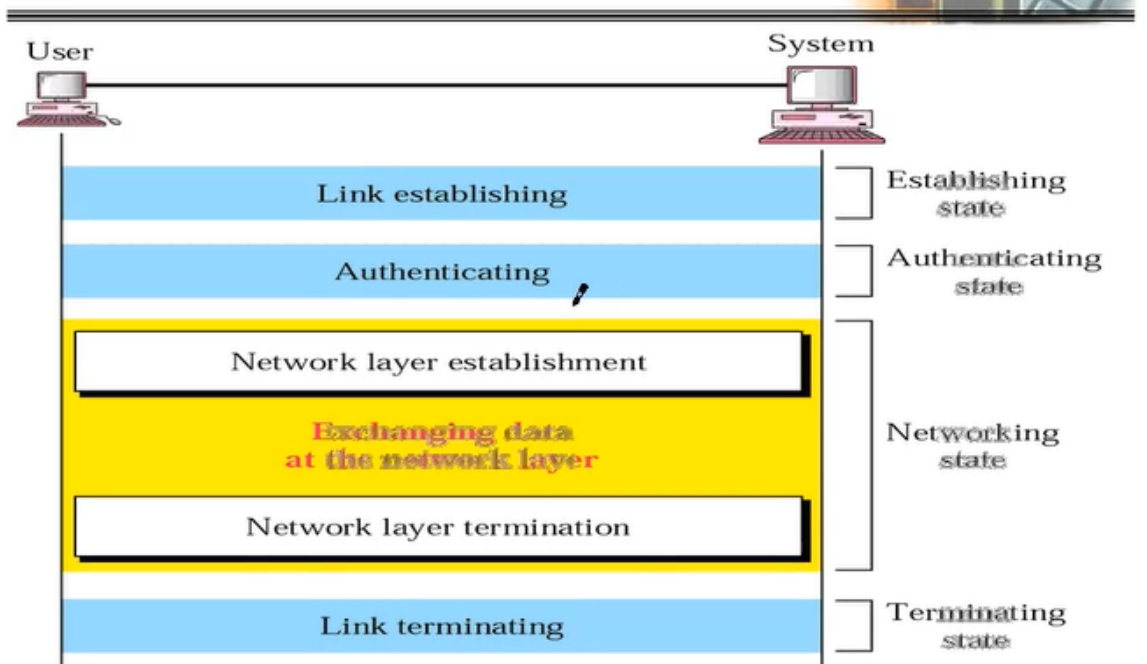 User
System
Link establishing
Establishing
state
Authenticating
Authenticating
state
Network layer establishment
Exchanging data
at the network layer
Networking
state
Network layer termination
Link terminating
Terminating
state